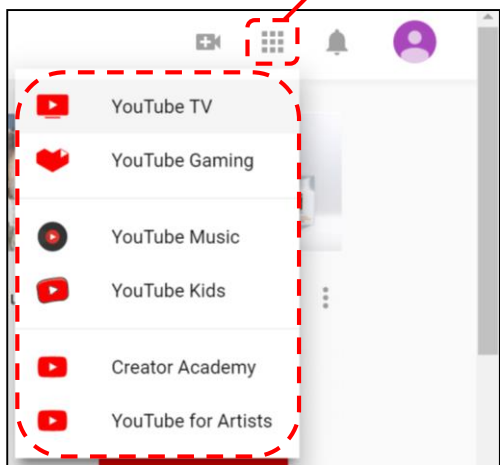 YouTube TV
YouTube Gaming
YouTube Music
YouTube Kids
Creator Academy
YouTube for Artists